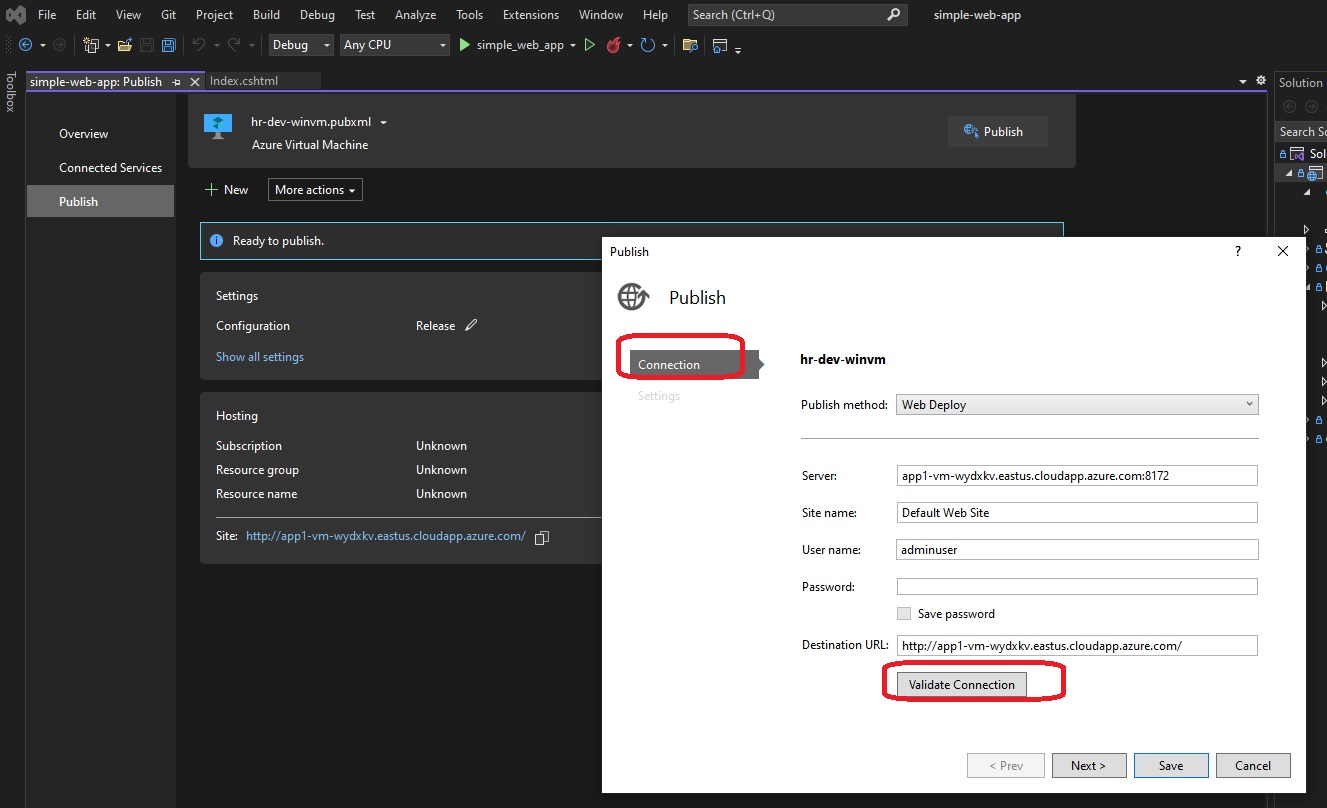 File Edit View Git Project Build Debug Test Analyze Tools Extensions Window Help Search (Ctrl+Q) simple-web-app
Debug Any CPU simple_web_app
Toolbox
simple-web-app: Publish Index.cshtml
Solution
Search So
Sol
Overview
Connected Services
Publish
hr-dev-winvm.pubxml
Azure Virtual Machine
Publish
New More actions
Ready to publish.
Settings
Configuration Release
Show all settings
Hosting
Subscription Unknown
Resource group Unknown
Resource name Unknown
Site: http://app1-vm-wydxkv.eastus.cloudapp.azure.com/
Publish ?
Publish
Connection
Settings
hr-dev-winvm
Publish method: Web Deploy
Server: app1-vm-wydxkv.eastus.cloudapp.azure.com:8172
Site name: Default Web Site
User name: adminuser
Password:
Save password
Destination URL: http://app1-vm-wydxkv.eastus.cloudapp.azure.com/
Validate Connection
< Prev Next > Save Cancel